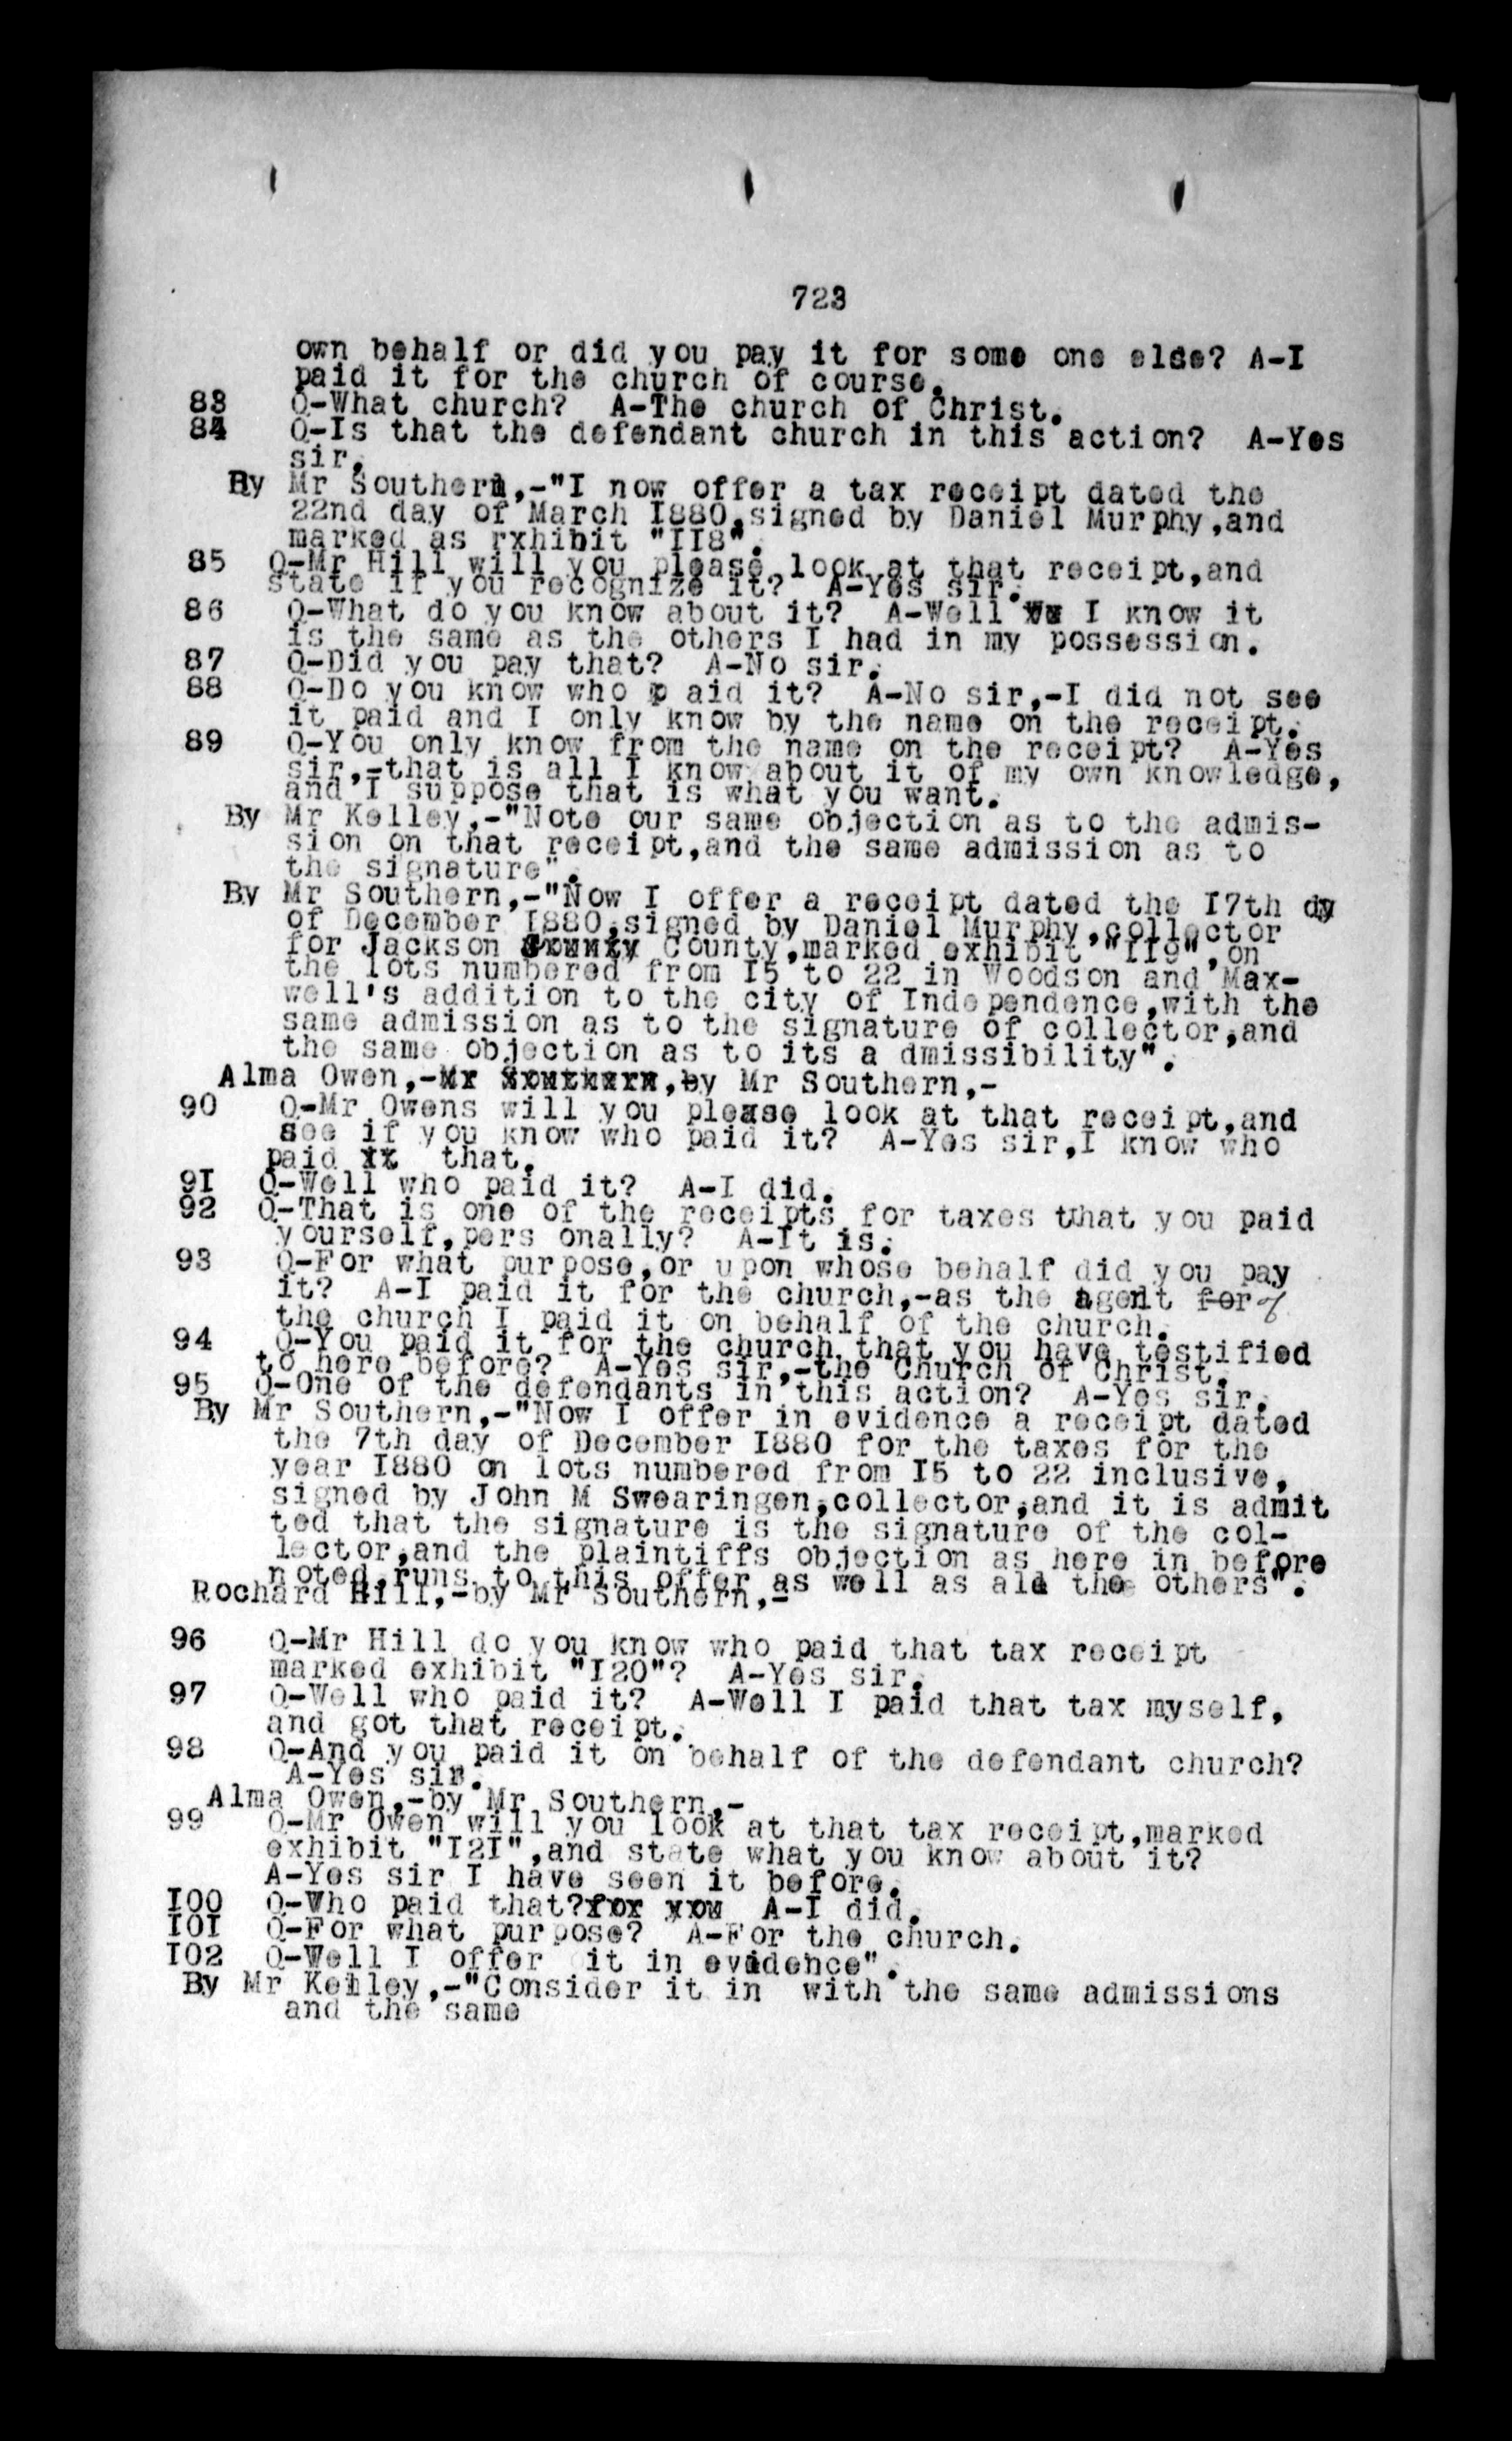 723
own behalf or did you pay it for some one else? A-I
paid it for the church of course.
83 Q-What church? A-The church of Christ.
84 Q-Is that the defendant church in this action? A-Yes
sir.
By Mr Southern,-"I now offer a tax receipt dated the
22nd day of March I880,signed by Daniel Murphy,and
marked as rxhibit "II8".
85 Q-Mr Hill will you please look at that receipt,and
state if you recognize it? A-Yes sir.
86 Q-What do you know about it? A-Well I know it
is the same as the others I had in my possession.
87 Q-Did you pay that? A-No sir.
88 Q-Do you know who p aid it? A-No sir,-I did not see
it paid and I only know by the name on the receipt.
89 Q-You only know from the name on the receipt? A-Yes
sir,-that is all I know about it of my own knowledge,
and I suppose that is what you want.
By Mr Kelley,-"Note our same objection as to the admis-
sion on that receipt,and the same admission as to
the signature".
By Mr Southern,-"Now I offer a receipt dated the I7th dy
of December I880,signed by Daniel Murphy,collector
for Jackson County,marked exhibit "II9",on
the lots numbered from I5 to 22 in Woodson and Max-
well's addition to the city of Independence,with the
same admission as to the signature of collector,and
the same objection as to its a dmissibility".
Alma Owen,-by Mr Southern,-
90 Q-Mr Owens will you please look at that receipt,and
see if you know who paid it? A-Yes sir,I know who
paid that.
9I Q-Well who paid it? A-I did.
92 Q-That is one of the receipts for taxes that you paid
yourself,pers onally? A-It is.
93 Q-For what purpose,or upon whose behalf did you pay
it? A-I paid it for the church,-as the agent for of
the church I paid it on behalf of the church.
94 Q-You paid it for the church that you have testified
to here before? A-Yes sir,-the Church of Christ.
95 Q-One of the defendants in this action? A-Yes sir.
By Mr Southern,-"Now I offer in evidence a receipt dated
the 7th day of December I880 for the taxes for the
year I880 on lots numbered from I5 to 22 inclusive,
signed by John M Swearingen,collector,and it is admit
ted that the signature is the signature of the col-
lector,and the plaintiffs objection as here in before
noted,runs to this offer as well as all the others".
Rochard Hill,-by Mr Southern,-
96 Q-Mr Hill do you know who paid that tax receipt
marked exhibit "I20"? A-Yes sir.
97 Q-Well who paid it? A-Well I paid that tax myself,
and got that receipt.
98 Q-And you paid it on behalf of the defendant church?
A-Yes sir.
Alma Owen,-by Mr Southern,-
99 Q-Mr Owen will you look at that tax receipt,marked
exhibit "I2I",and state what you know about it?
A-Yes sir I have seen it before.
I00 Q-Who paid that? A-I did.
I0I Q-For what purpose? A-For the church.
I02 Q-Well I offer it in evidence".
By Mr Kelley,-"Consider it in with the same admissions
and the same